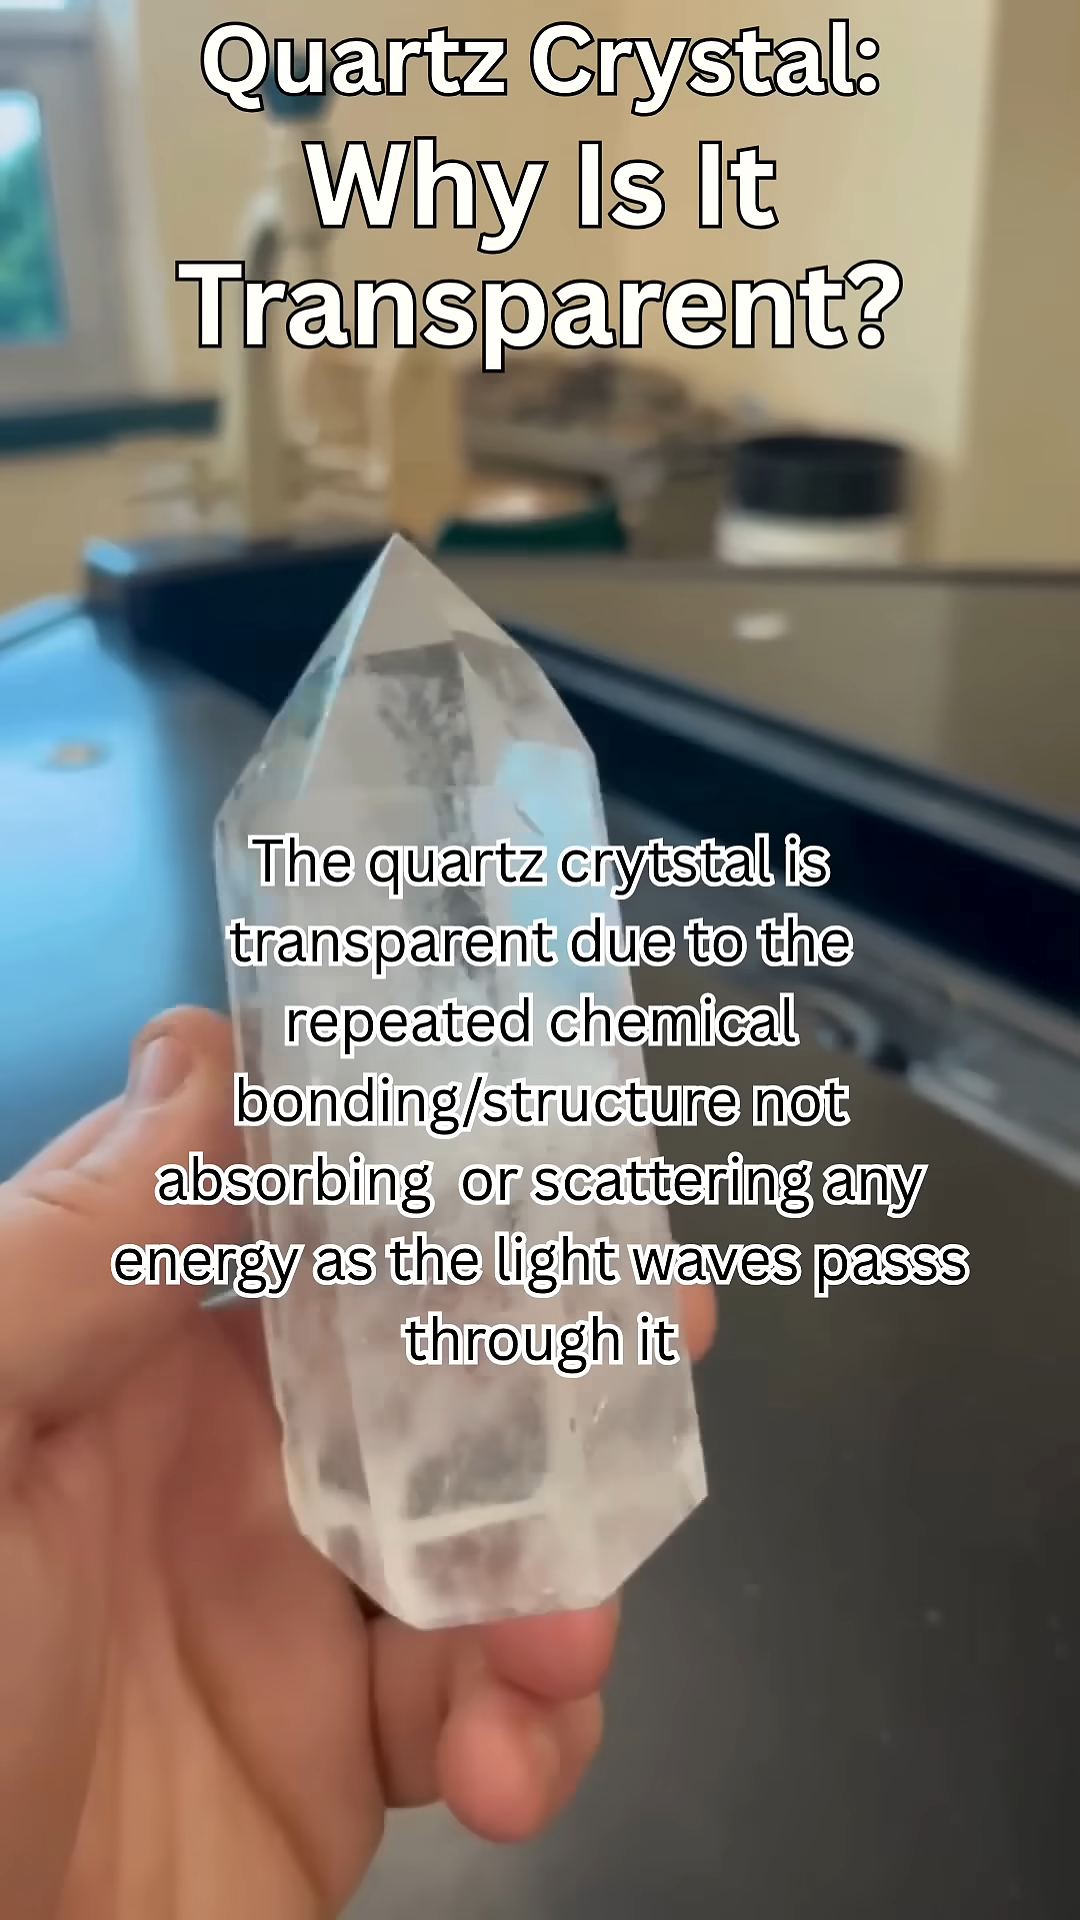 Quartz Crystal:
Why Is It
Transparent?
The quartz crytstal is
transparent due to the
repeated chemical
bonding/structure not
absorbing  or scattering any
energy as the light waves passs
through it